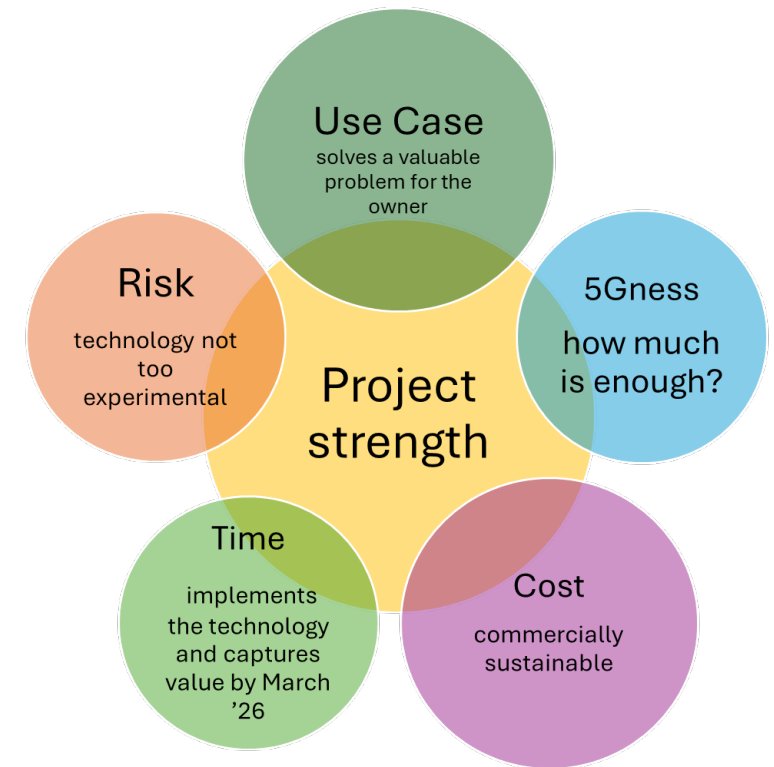 Use Case
solves a valuable
problem for the
owner
Risk
technology not
too
experimental
5Gness
how much
is enough?
Project
strength
Time
implements
the technology
and captures
value by March
’26
Cost
commercially
sustainable